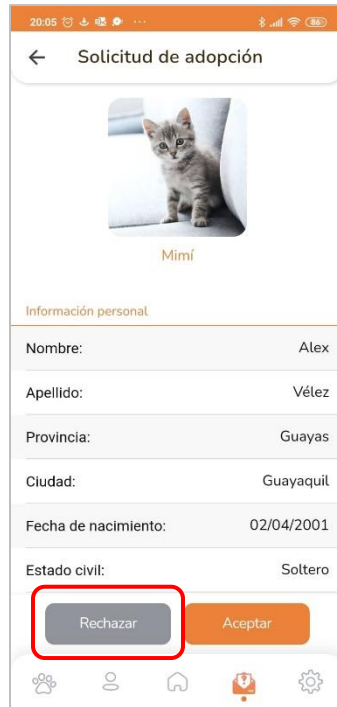 20:05
86
Solicitud de adopción
Mimí
Información personal
Nombre: Alex
Apellido: Vélez
Provincia: Guayas
Ciudad: Guayaquil
Fecha de nacimiento: 02/04/2001
Estado civil: Soltero
Rechazar Aceptar